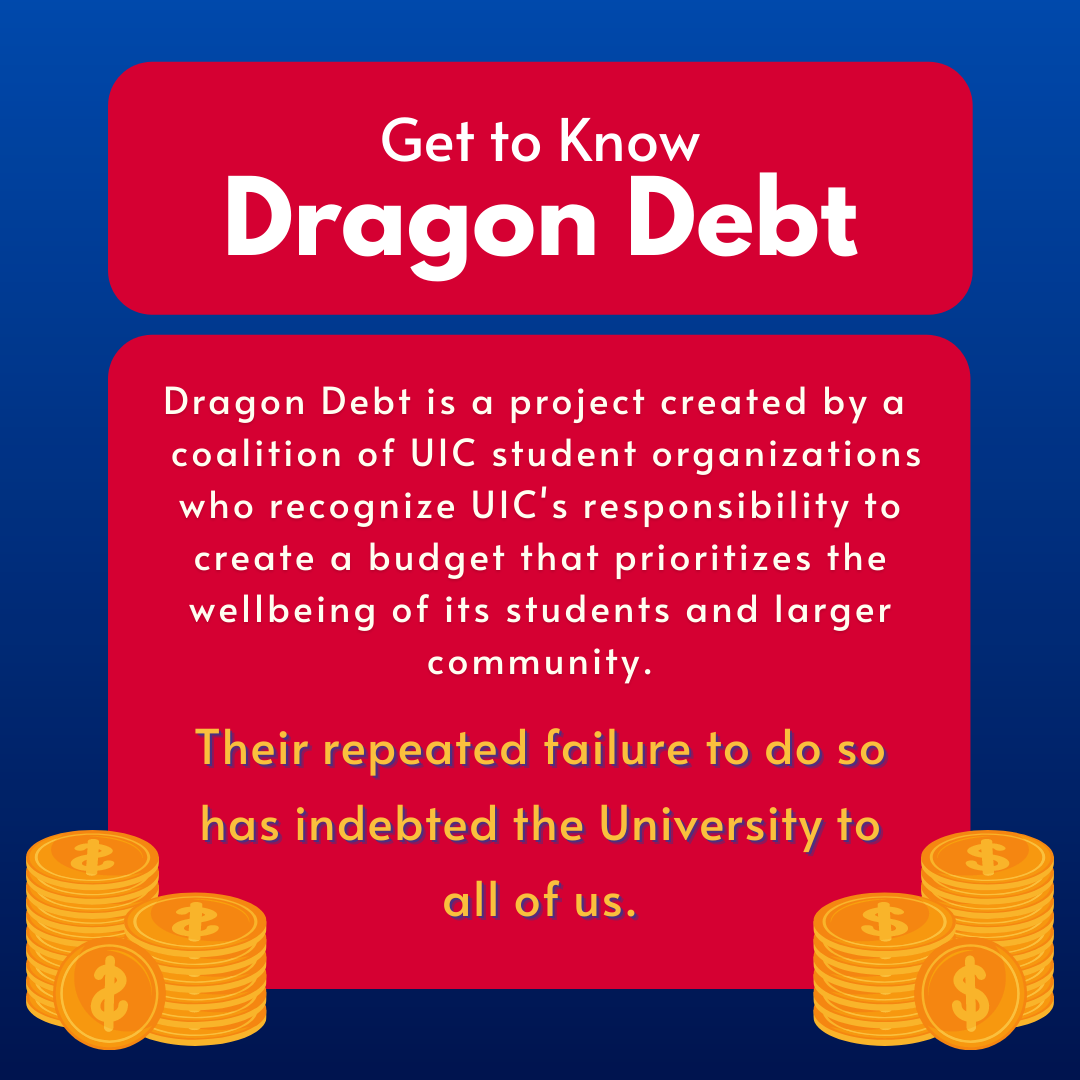 Get to Know
Dragon Debt
Dragon Debt is a project created by a
coalition of UIC student organizations
who recognize UIC's responsibility to
create a budget that prioritizes the
wellbeing of its students and larger
community.
Their repeated failure to do so
has indebted the University to
all of us.